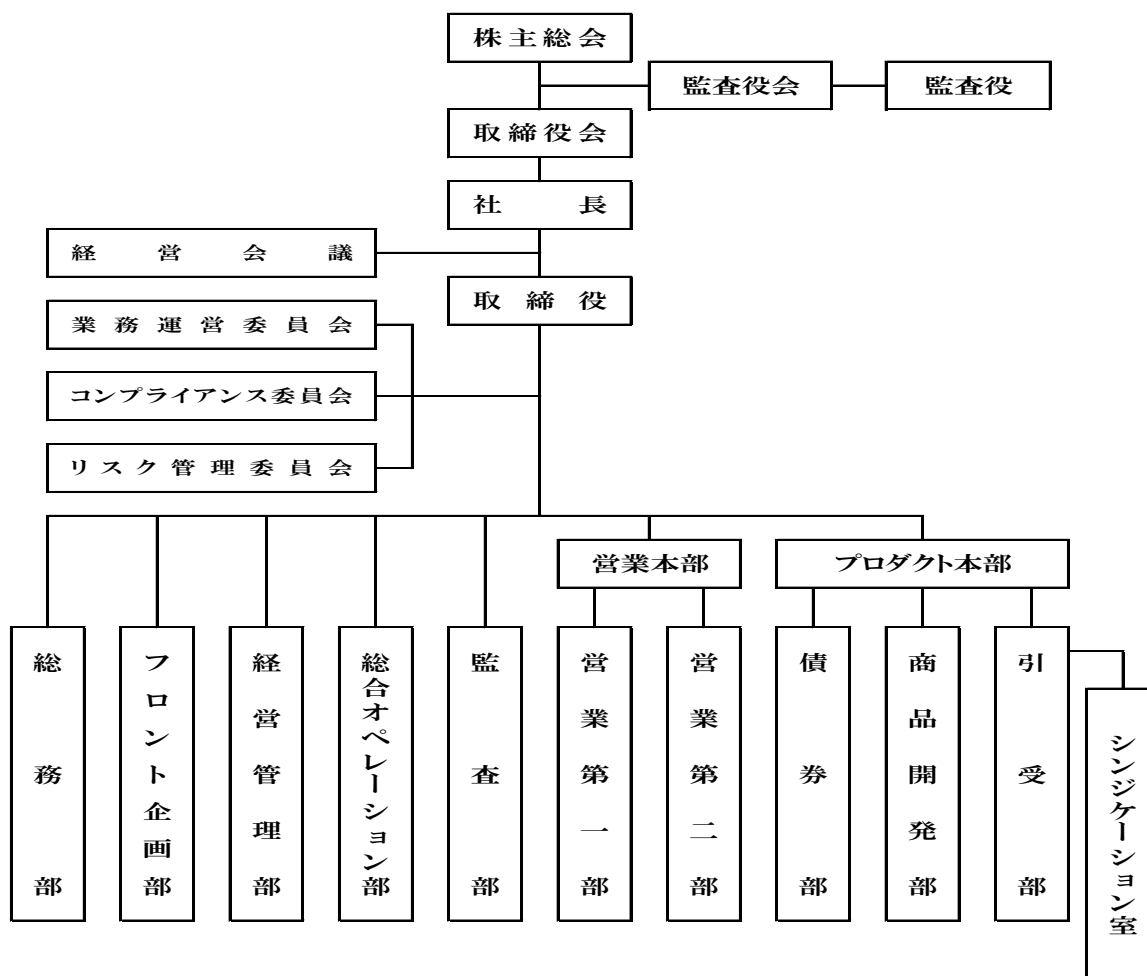 株主総会
監査役会
監査役
取締役会
社長
経営会議
取締役
業務運営委員会
コンプライアンス委員会
リスク管理委員会
営業本部
プロダクト本部
総務部
フロント企画部
経営管理部
総合オペレーション部
監査部
営業第一部
営業第二部
債券部
商品開発部
引受部
シンジケーション室